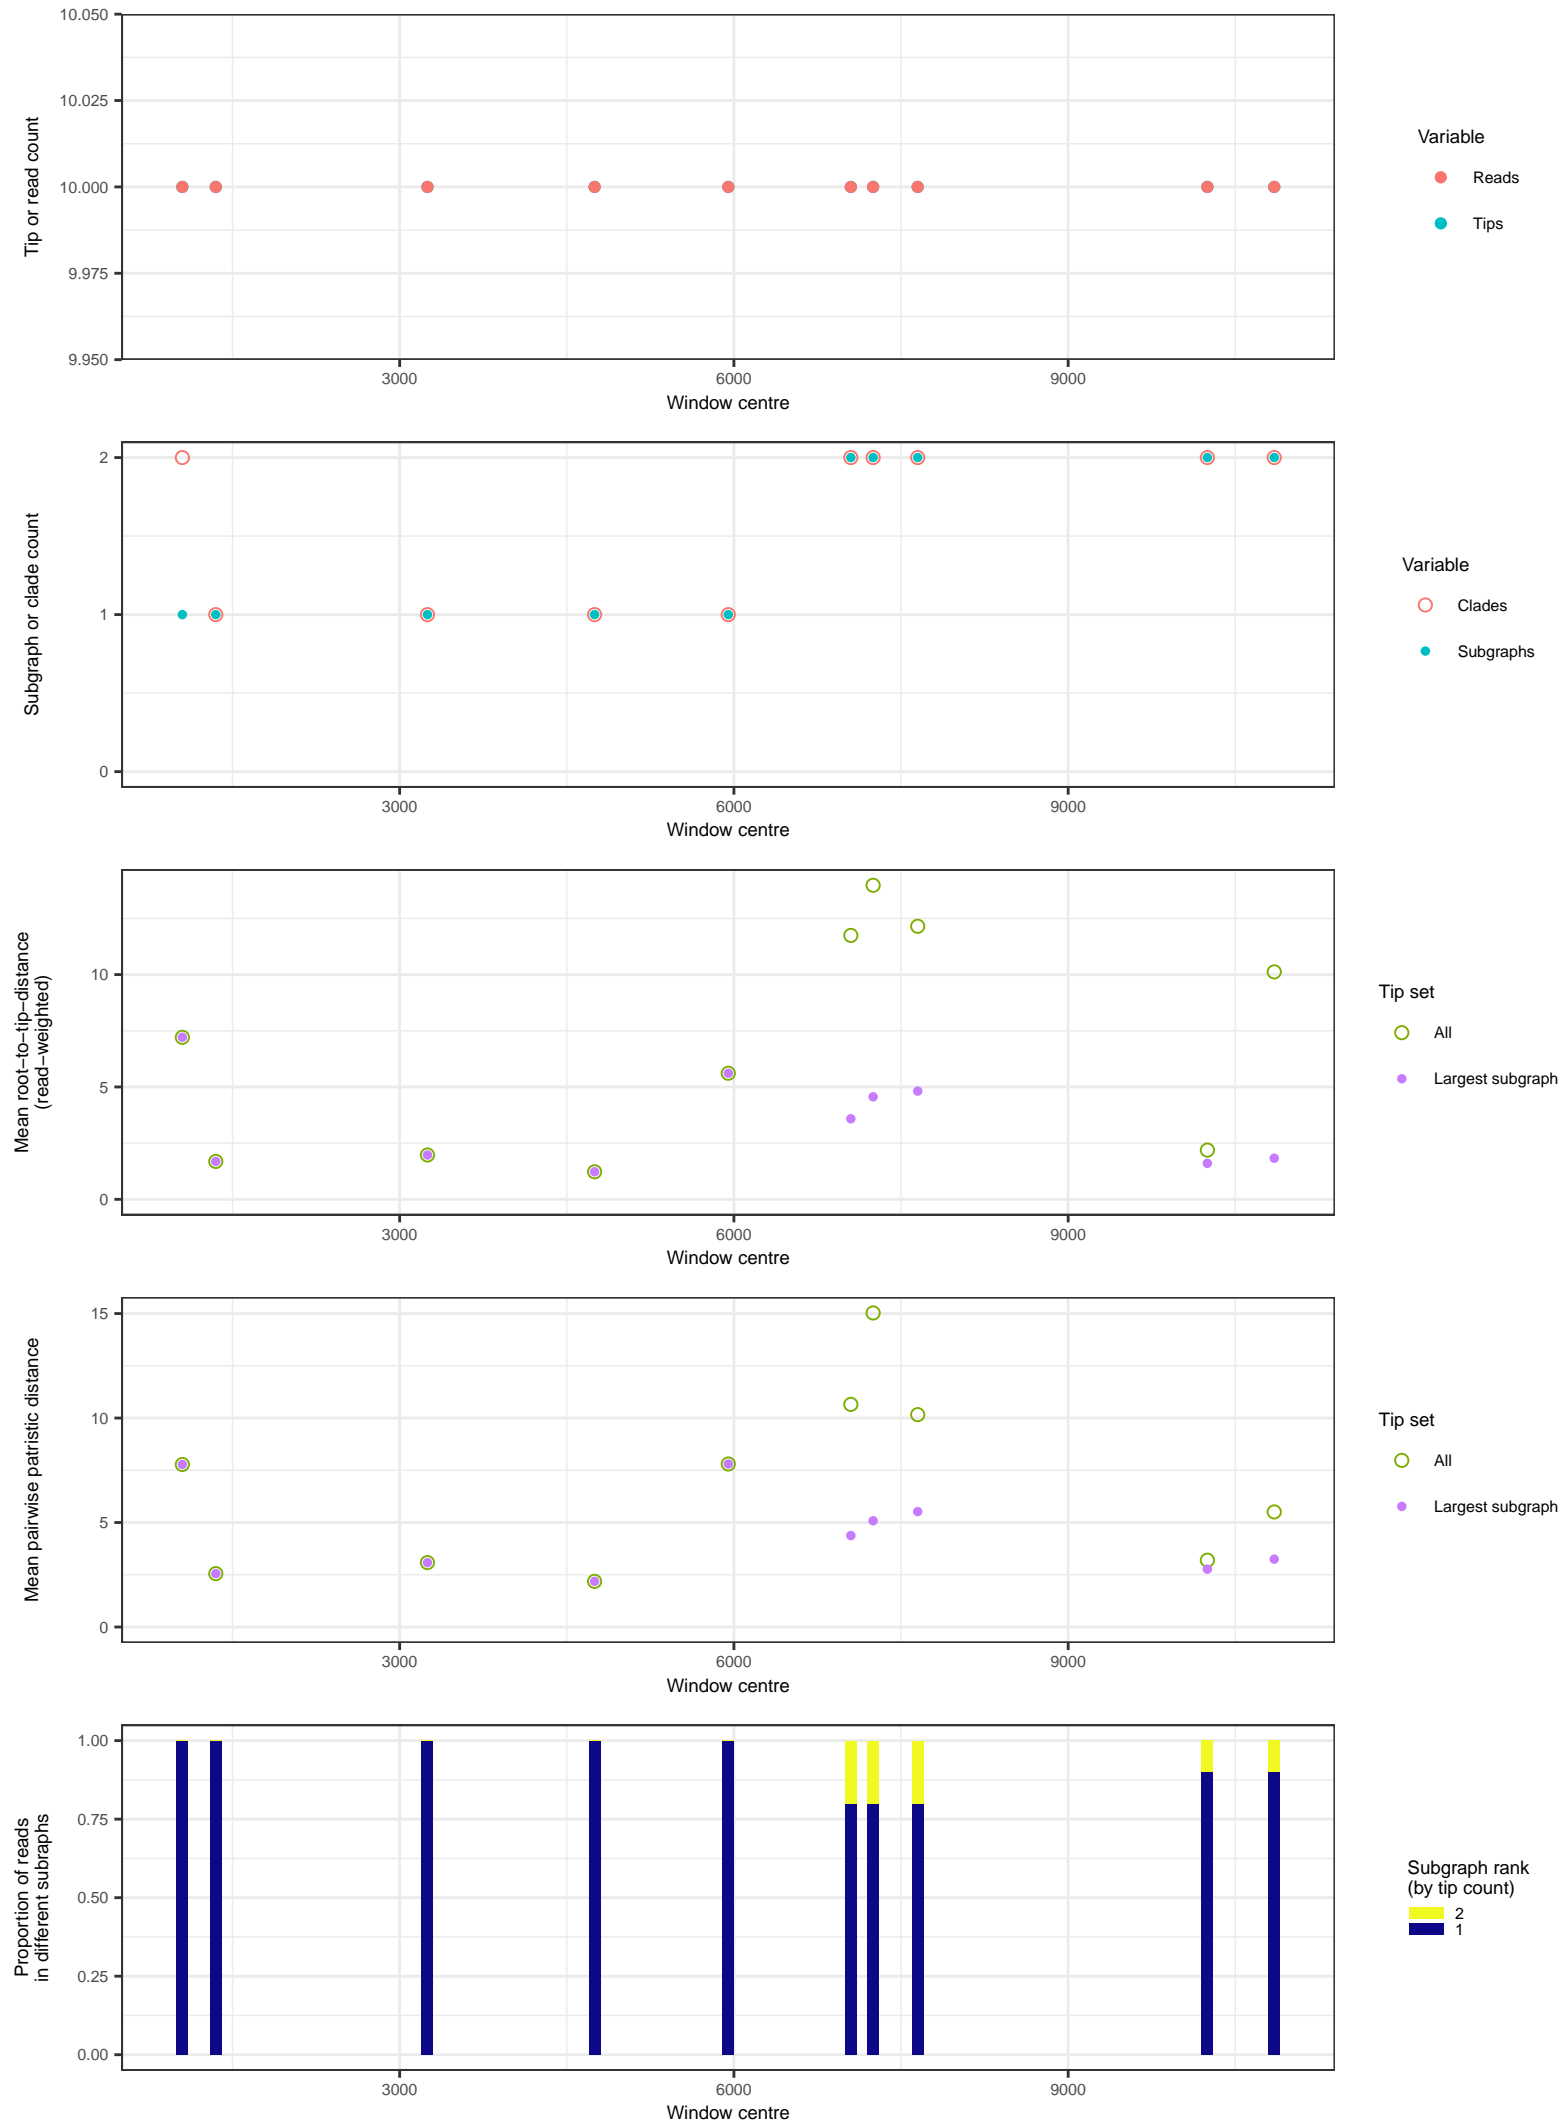 10.050
10.025
10.000
9.975
9.950
Tip or read count
3000 6000 9000
Window centre
Variable
Reads
Tips
2
1
0
Subgraph or clade count
3000 6000 9000
Window centre
Variable
Clades
Subgraphs
10
5
0
Mean root−to−tip−distance
(read−weighted)
3000 6000 9000
Window centre
Tip set
All
Largest subgraph
15
10
5
0
Mean pairwise patristic distance
3000 6000 9000
Window centre
Tip set
All
Largest subgraph
1.00
0.75
0.50
0.25
0.00
Proportion of reads
in different subraphs
3000 6000 9000
Window centre
Subgraph rank
(by tip count)
2
1